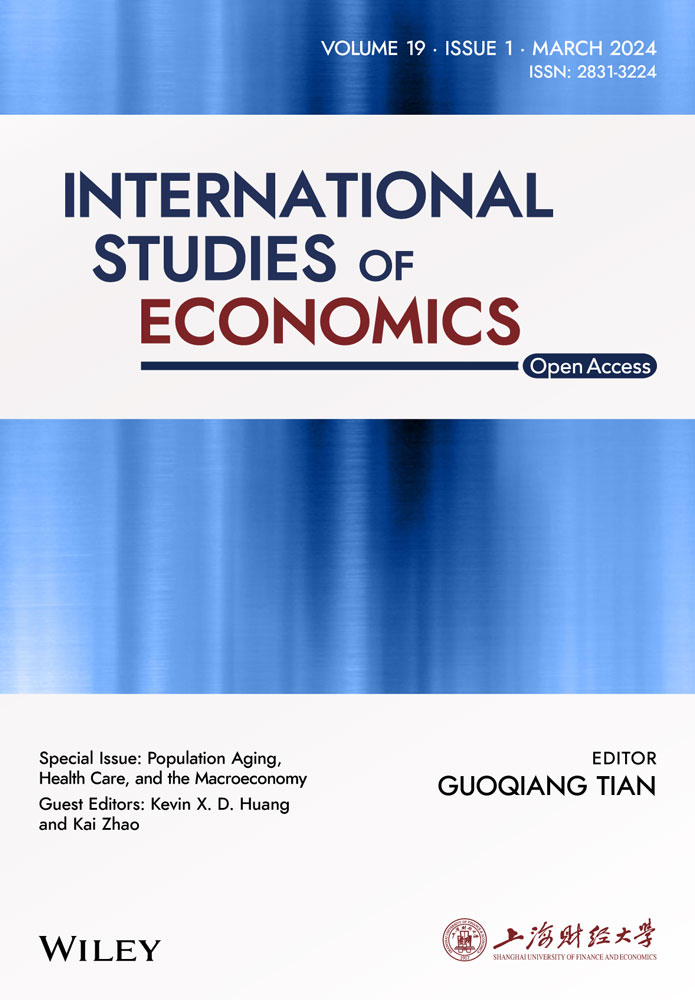 VOLUME 19 · ISSUE 1 · MARCH 2024
ISSN: 2831-3224
INTERNATIONAL
STUDIES OF
ECONOMICS
Open Access
Special Issue: Population Aging,
Health Care, and the Macroeconomy
Guest Editors: Kevin X. D. Huang
and Kai Zhao
EDITOR
GUOQIANG TIAN
WILEY
上海财经大学
SHANGHAI UNIVERSITY OF FINANCE AND ECONOMICS